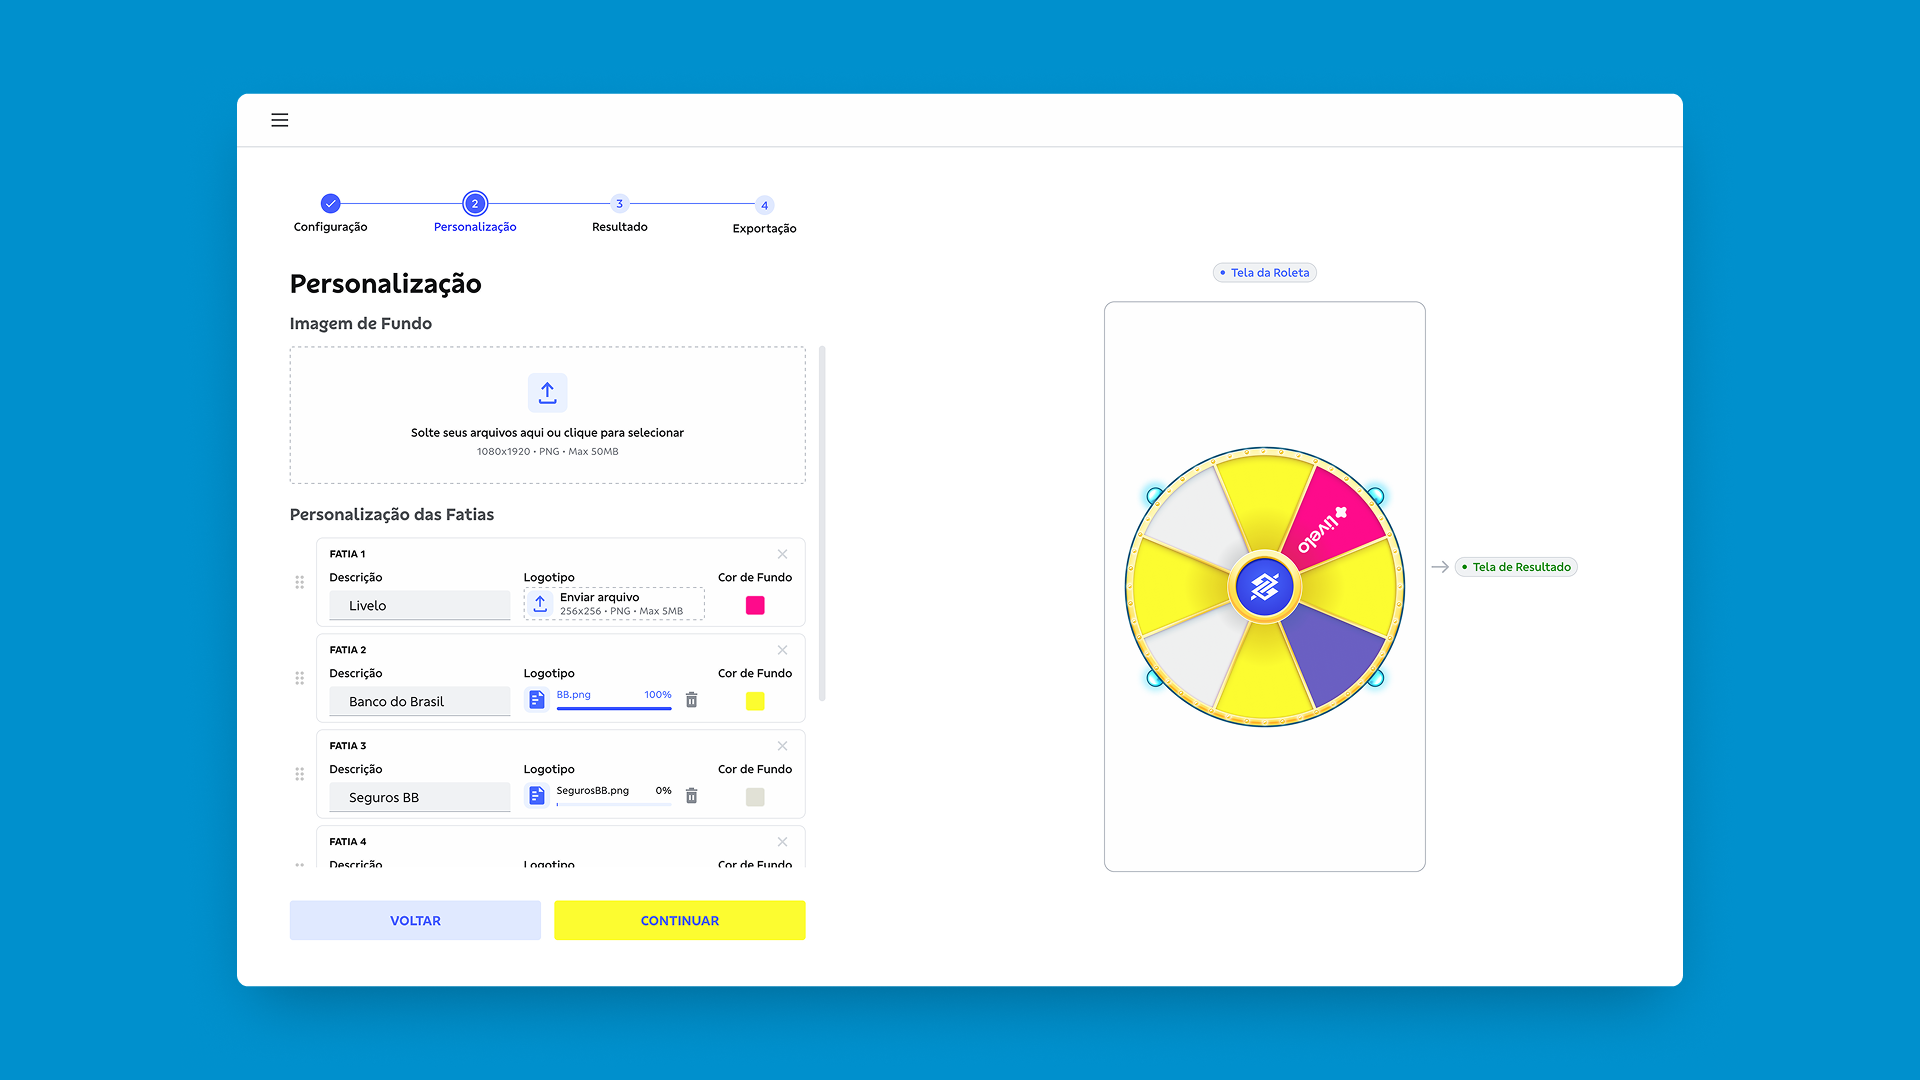 2
3
4
Configuração
Personalização
Resultado
Exportação
Personalização
Imagem de Fundo
Solte seus arquivos aqui ou clique para selecionar
1080x1920 • PNG • Max 50MB
Personalização das Fatias
FATIA 1
Descrição
Logotipo
Cor de Fundo
Livelo
Enviar arquivo
256x256 • PNG • Max 5MB
FATIA 2
Descrição
Logotipo
Cor de Fundo
Banco do Brasil
BB.png
100%
FATIA 3
Descrição
Logotipo
Cor de Fundo
Seguros BB
SegurosBB.png
0%
FATIA 4
Descrição
Logotipo
Cor de Fundo
VOLTAR
CONTINUAR
Tela da Roleta
livelo
Tela de Resultado